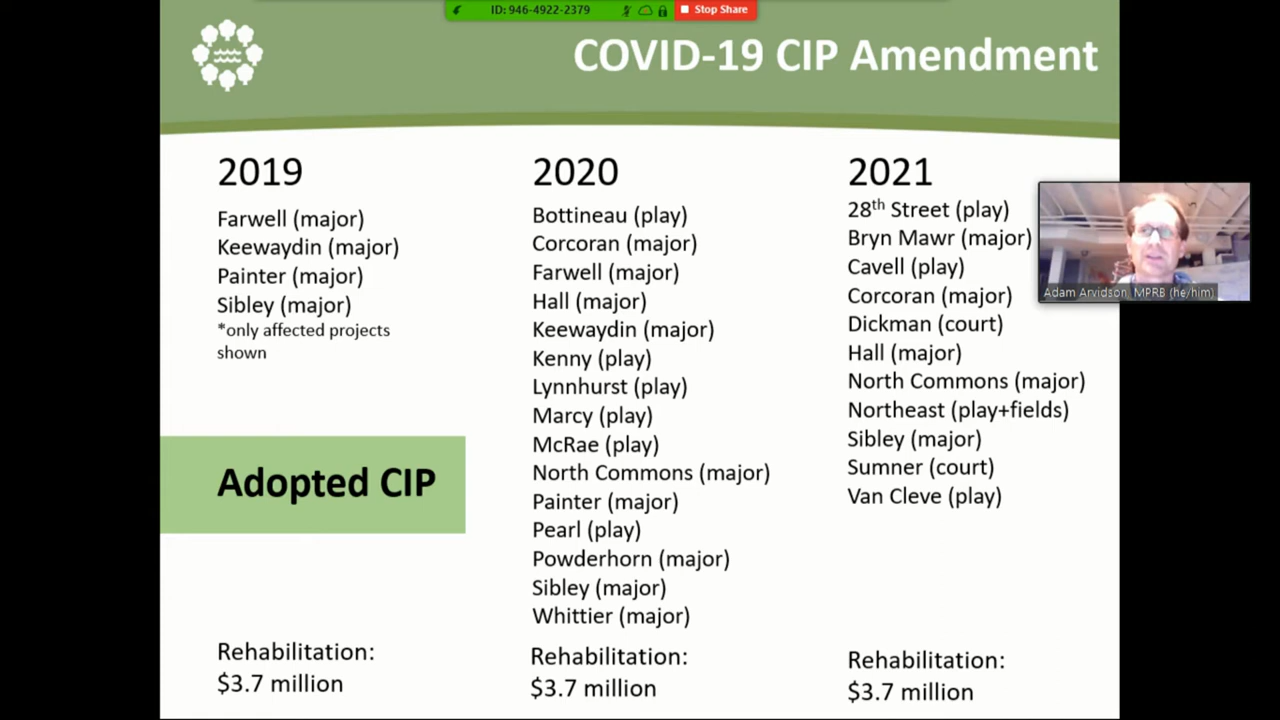 ID: 946-4922-2379
Stop Share
COVID-19 CIP Amendment
2019
Farwell (major)
Keewaydin (major)
Painter (major)
Sibley (major)
*only affected projects
shown
Adopted CIP
Rehabilitation:
$3.7 million
2020
Bottineau (play)
Corcoran (major)
Farwell (major)
Hall (major)
Keewaydin (major)
Kenny (play)
Lynnhurst (play)
Marcy (play)
McRae (play)
North Commons (major)
Painter (major)
Pearl (play)
Powderhorn (major)
Sibley (major)
Whittier (major)
Rehabilitation:
$3.7 million
2021
28th Street (play)
Bryn Mawr (major)
Cavell (play)
Corcoran (major)
Dickman (court)
Hall (major)
North Commons (major)
Northeast (play+fields)
Sibley (major)
Sumner (court)
Van Cleve (play)
Rehabilitation:
$3.7 million
Adam Arvidson, MPRB (he/him)